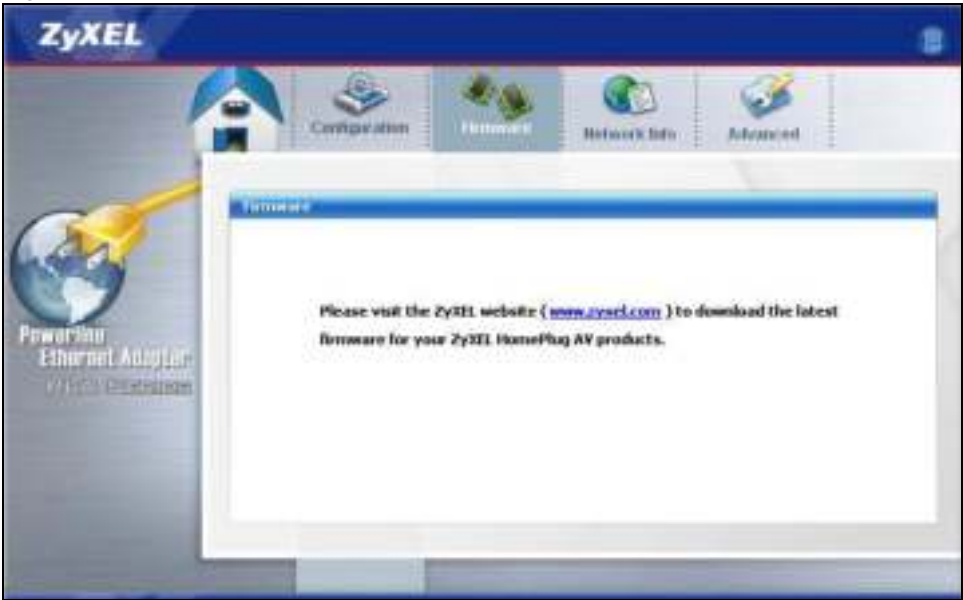 ZyXEL
Configuration
Firmware
Network Info
Advanced
Firmware
Please visit the ZyXEL website ( www.zyxel.com ) to download the latest
firmware for your ZyXEL HomePlug AV products.
Powerline
Ethernet Adapter